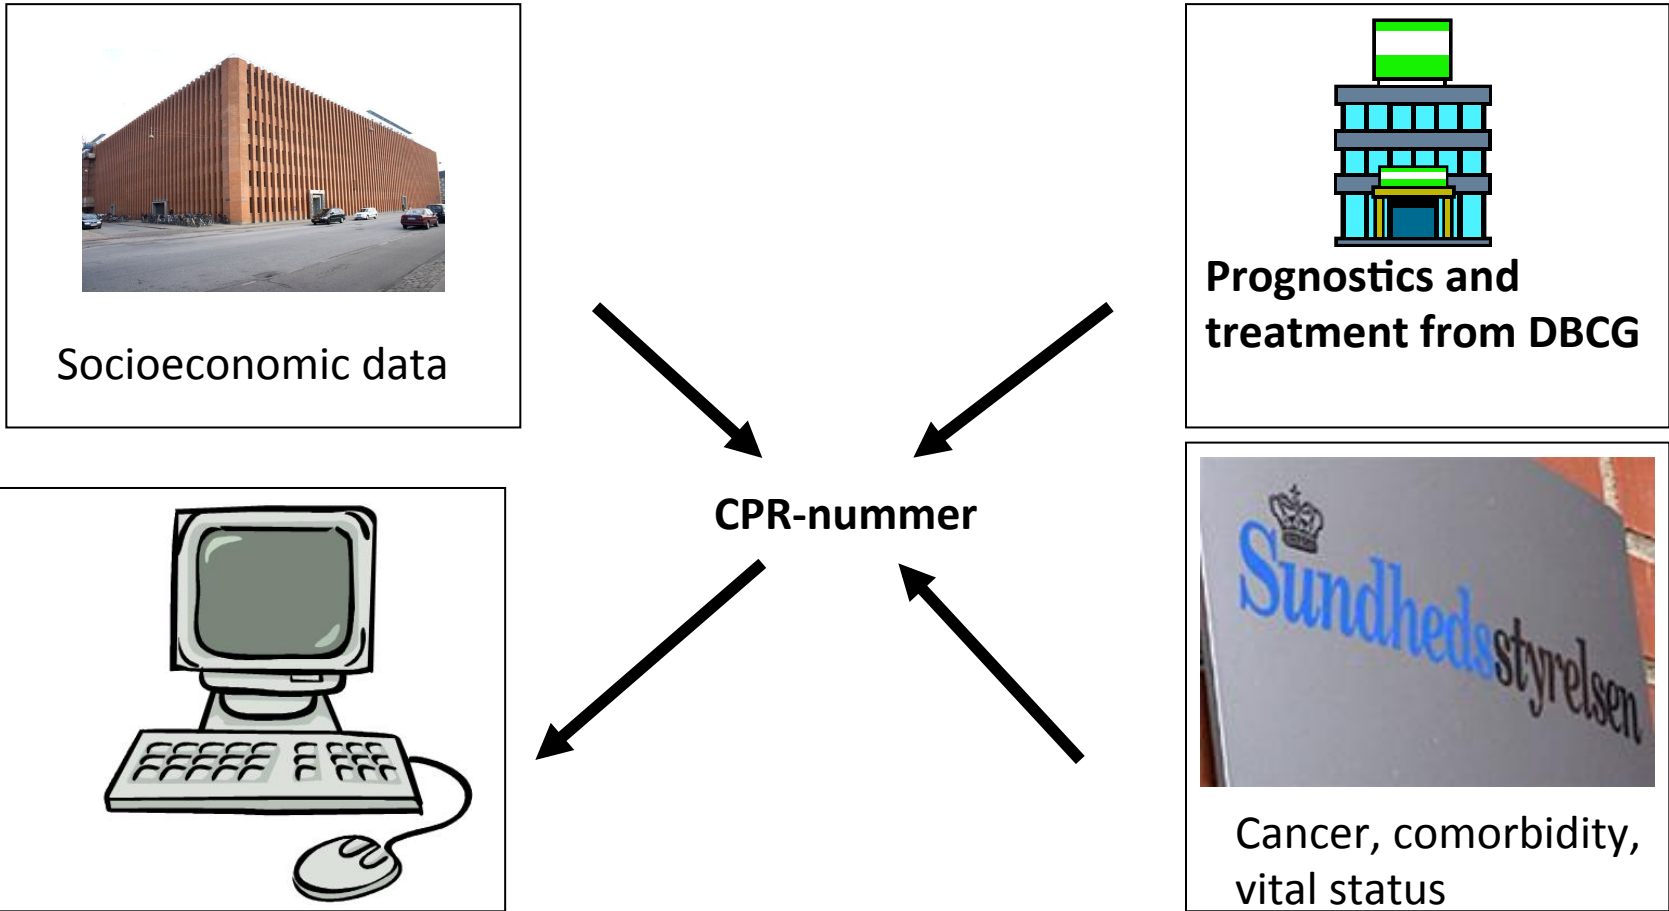 Socioeconomic data
Prognostics and
treatment from DBCG
CPR-nummer
Sundhedsstyrelsen
Cancer, comorbidity,
vital status